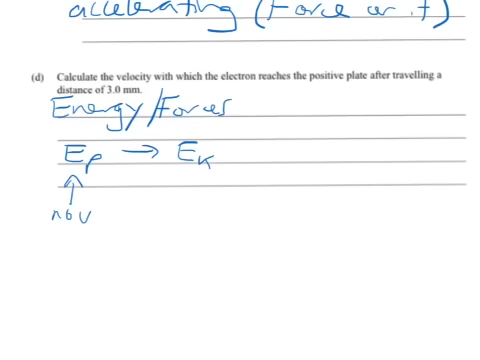 accelerating (Force on it)
(d) Calculate the velocity with which the electron reaches the positive plate after travelling a
distance of 3.0 mm.
Energy/Forces
Ep → Ek
↑
no V